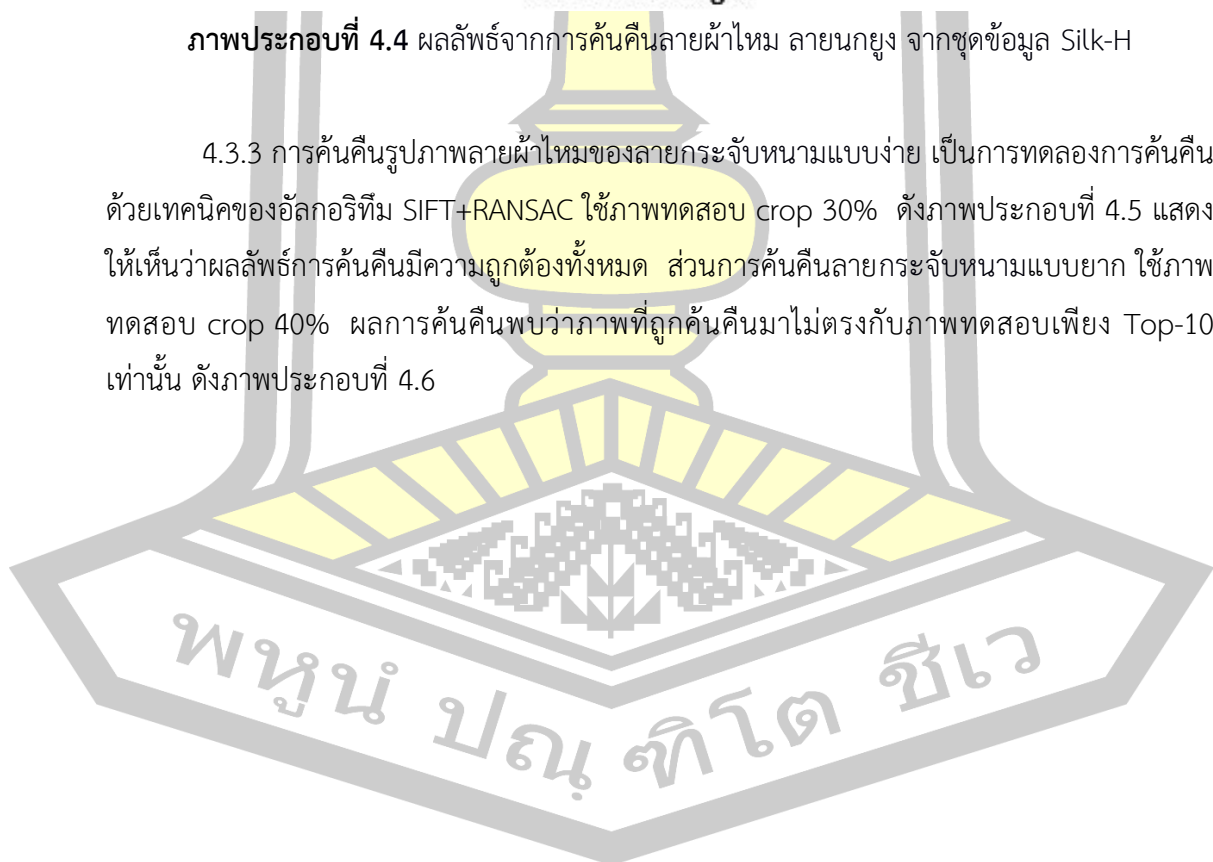 ภาพประกอบที่ 4.4 ผลลัพธ์จากการค้นคืนลายผ้าไหม ลายนกยูง จากชุดข้อมูล Silk-H
4.3.3 การค้นคืนรูปภาพลายผ้าไหมของลายกระจับหนามแบบง่าย เป็นการทดลองการค้นคืน
ด้วยเทคนิคของอัลกอริทึม SIFT+RANSAC ใช้ภาพทดสอบ crop 30% ดังภาพประกอบที่ 4.5 แสดง
ให้เห็นว่าผลลัพธ์การค้นคืนมีความถูกต้องทั้งหมด ส่วนการค้นคืนลายกระจับหนามแบบยาก ใช้ภาพ
ทดสอบ crop 40% ผลการค้นคืนพบว่าภาพที่ถูกค้นคืนมาไม่ตรงกับภาพทดสอบเพียง Top-10
เท่านั้น ดังภาพประกอบที่ 4.6
พหูนํ ปณฺฑิโต ชีเว